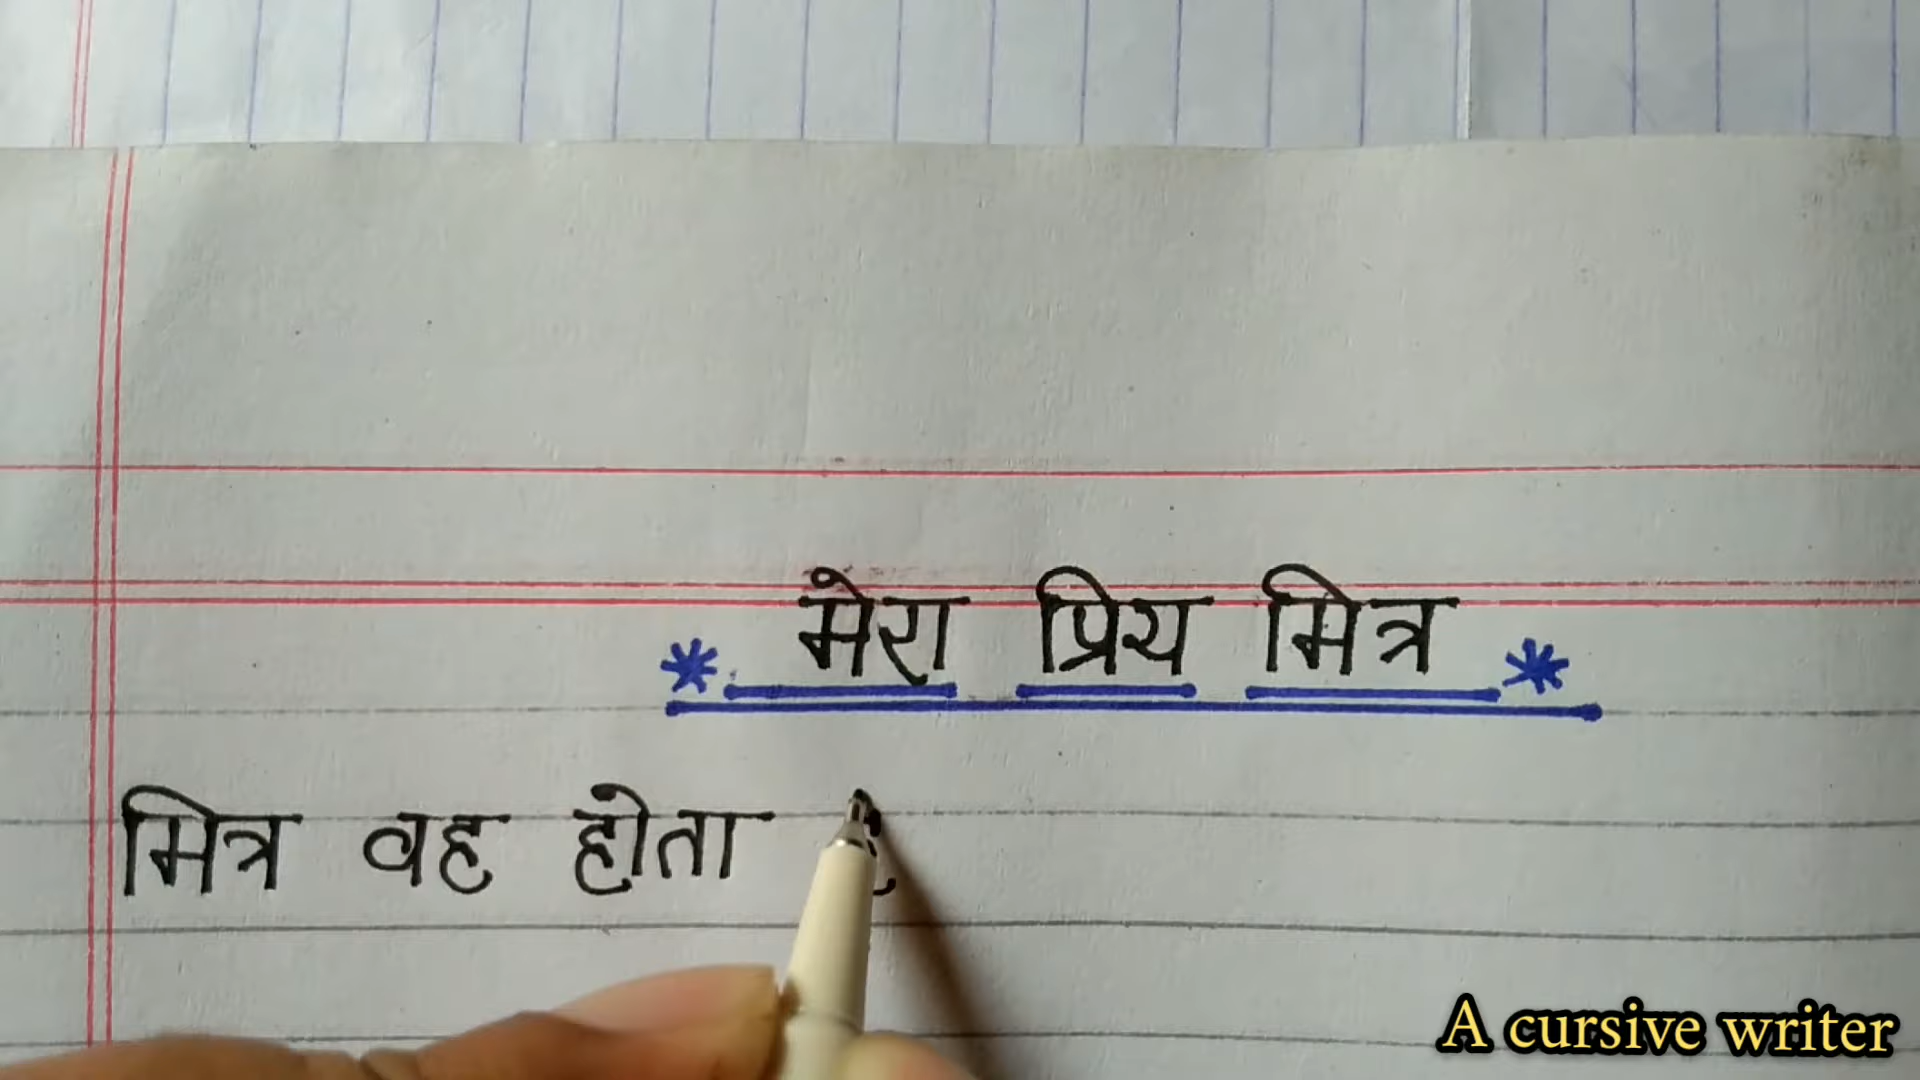 * मेरा प्रिय मित्र *
मित्र वह होता
A cursive writer